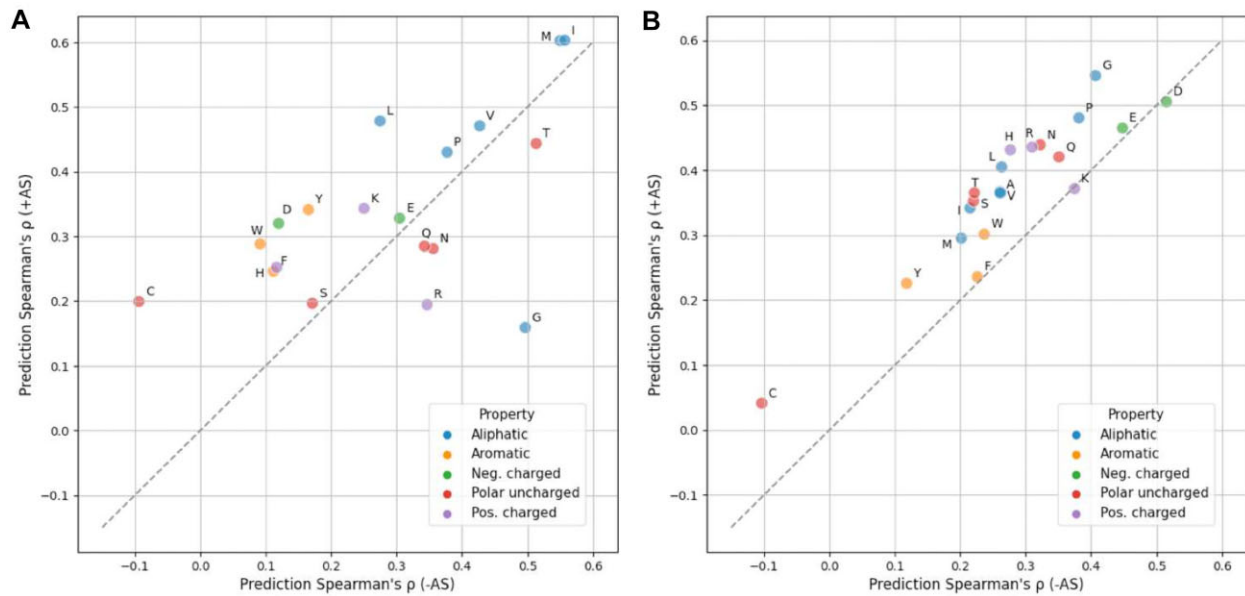 A
Prediction Spearman's ρ (+AS)
0.6
0.5
0.4
0.3
0.2
0.1
0.0
−0.1
M
I
L
V
T
P
K
Y
E
D
W
Q
N
F
H
C
S
R
G
Property
Aliphatic
Aromatic
Neg. charged
Polar uncharged
Pos. charged
−0.1
0.0
0.1
0.2
0.3
0.4
0.5
0.6
Prediction Spearman's ρ (-AS)
B
Prediction Spearman's ρ (+AS)
0.6
0.5
0.4
0.3
0.2
0.1
0.0
−0.1
G
D
P
E
H
R
N
Q
L
K
T
A
I
S
V
W
M
F
Y
C
Property
Aliphatic
Aromatic
Neg. charged
Polar uncharged
Pos. charged
−0.1
0.0
0.1
0.2
0.3
0.4
0.5
0.6
Prediction Spearman's ρ (-AS)